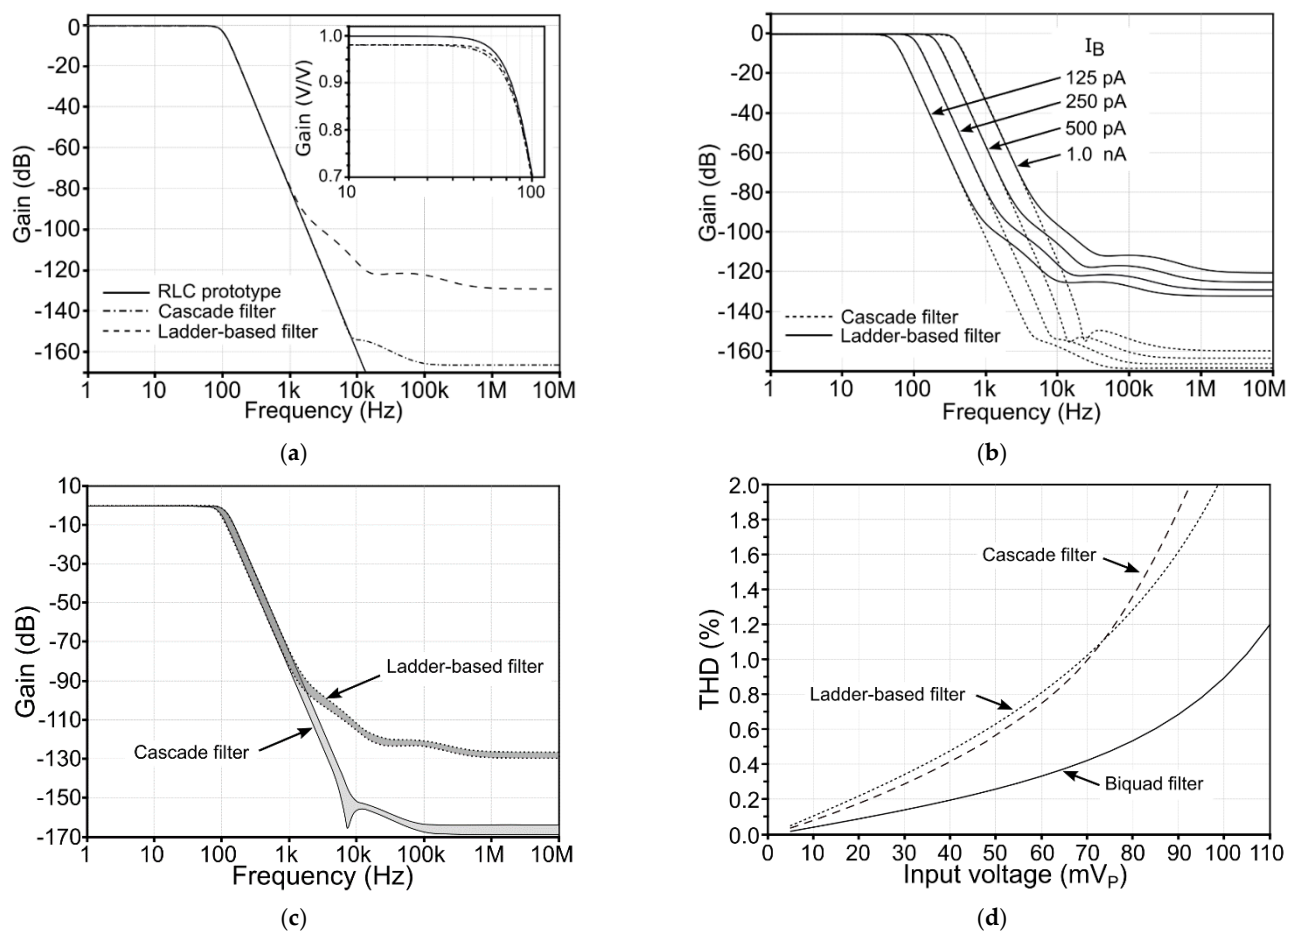 0
-20
-40
-60
-80
-100
-120
-140
-160
Gain (dB)
1
10
100
1k
10k
100k
1M
10M
Frequency (Hz)
1.0
0.9
0.8
0.7
Gain (V/V)
10
100
RLC prototype
Cascade filter
Ladder-based filter
(a)
0
-20
-40
-60
-80
-100
-120
-140
-160
Gain (dB)
I_B
125 pA
250 pA
500 pA
1.0 nA
Cascade filter
Ladder-based filter
1
10
100
1k
10k
100k
1M
10M
Frequency (Hz)
(b)
10
-10
-30
-50
-70
-90
-110
-130
-150
-170
Gain (dB)
Ladder-based filter
Cascade filter
1
10
100
1k
10k
100k
1M
10M
Frequency (Hz)
(c)
2.0
1.8
1.6
1.4
1.2
1.0
0.8
0.6
0.4
0.2
0.0
THD (%)
Cascade filter
Ladder-based filter
Biquad filter
0
10
20
30
40
50
60
70
80
90
100
110
Input voltage (mV_P)
(d)